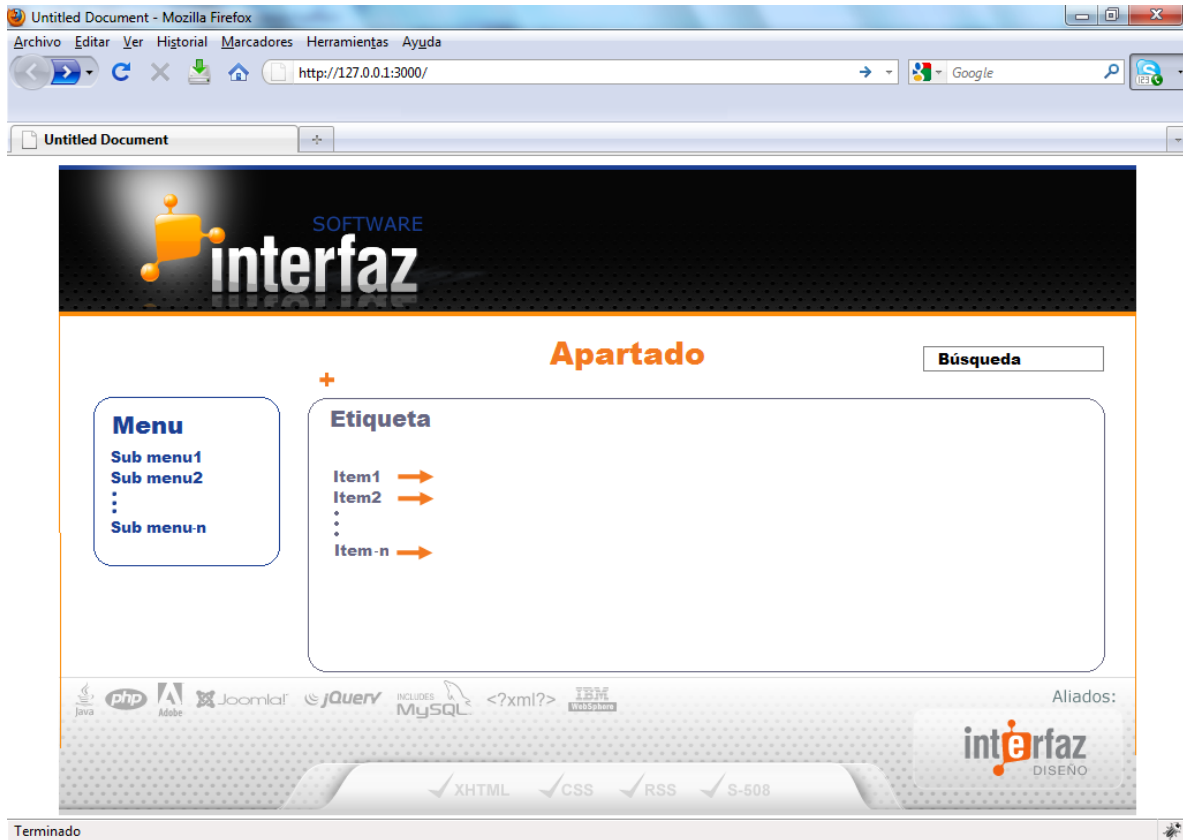 Untitled Document - Mozilla Firefox
Archivo Editar Ver Historial Marcadores Herramientas Ayuda
http://127.0.0.1:3000/
Google
123
Untitled Document
SOFTWARE
interfaz
Apartado
Búsqueda
Menu
Sub menu1
Sub menu2
Sub menu-n
Etiqueta
Item1
Item2
Item-n
Java
php
Adobe
Joomla!
jQuery
INCLUDES
MySQL
<?xml?>
IBM
WebSphere
Aliados:
interfaz
DISEÑO
XHTML CSS RSS S-508
Terminado